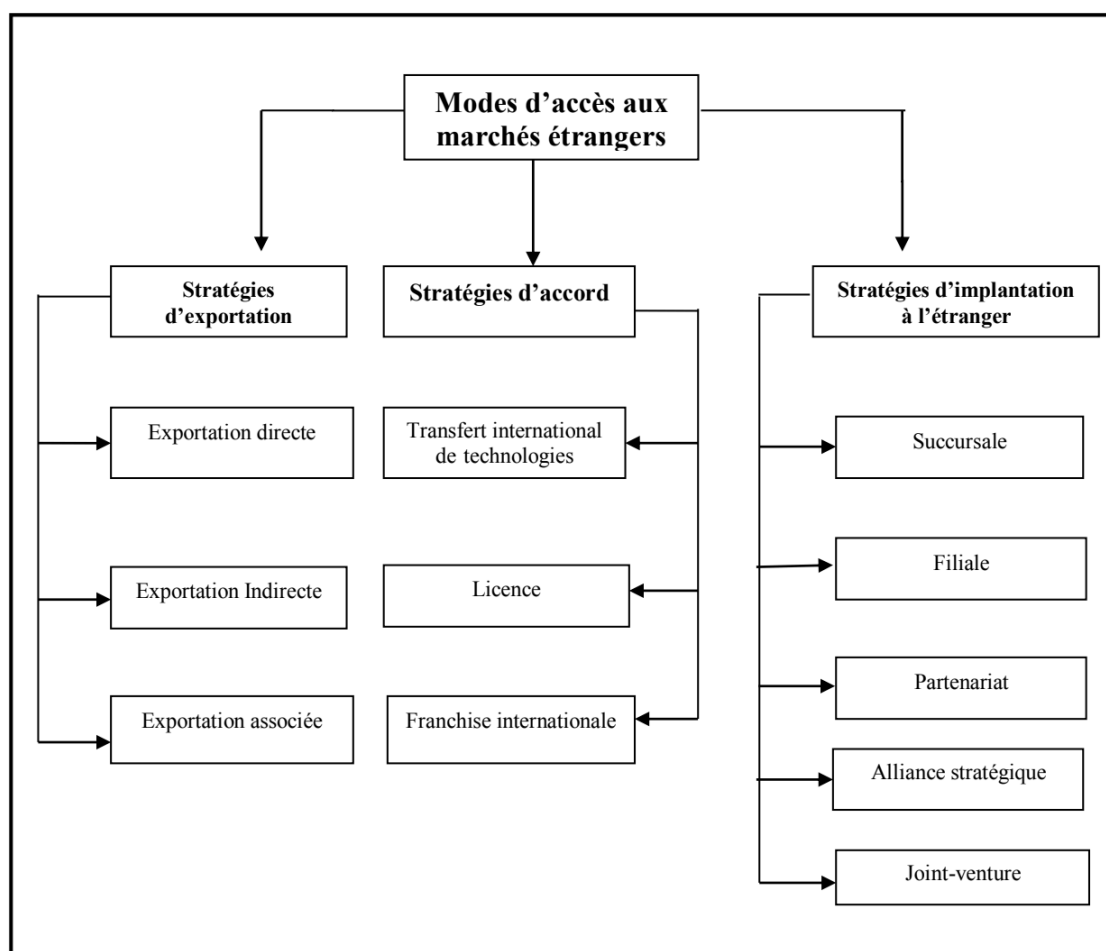 Modes d’accès aux
marchés étrangers
Stratégies
d’exportation
Stratégies d’accord
Stratégies d’implantation
à l’étranger
Exportation directe
Transfert international
de technologies
Succursale
Exportation Indirecte
Licence
Filiale
Exportation associée
Franchise internationale
Partenariat
Alliance stratégique
Joint-venture